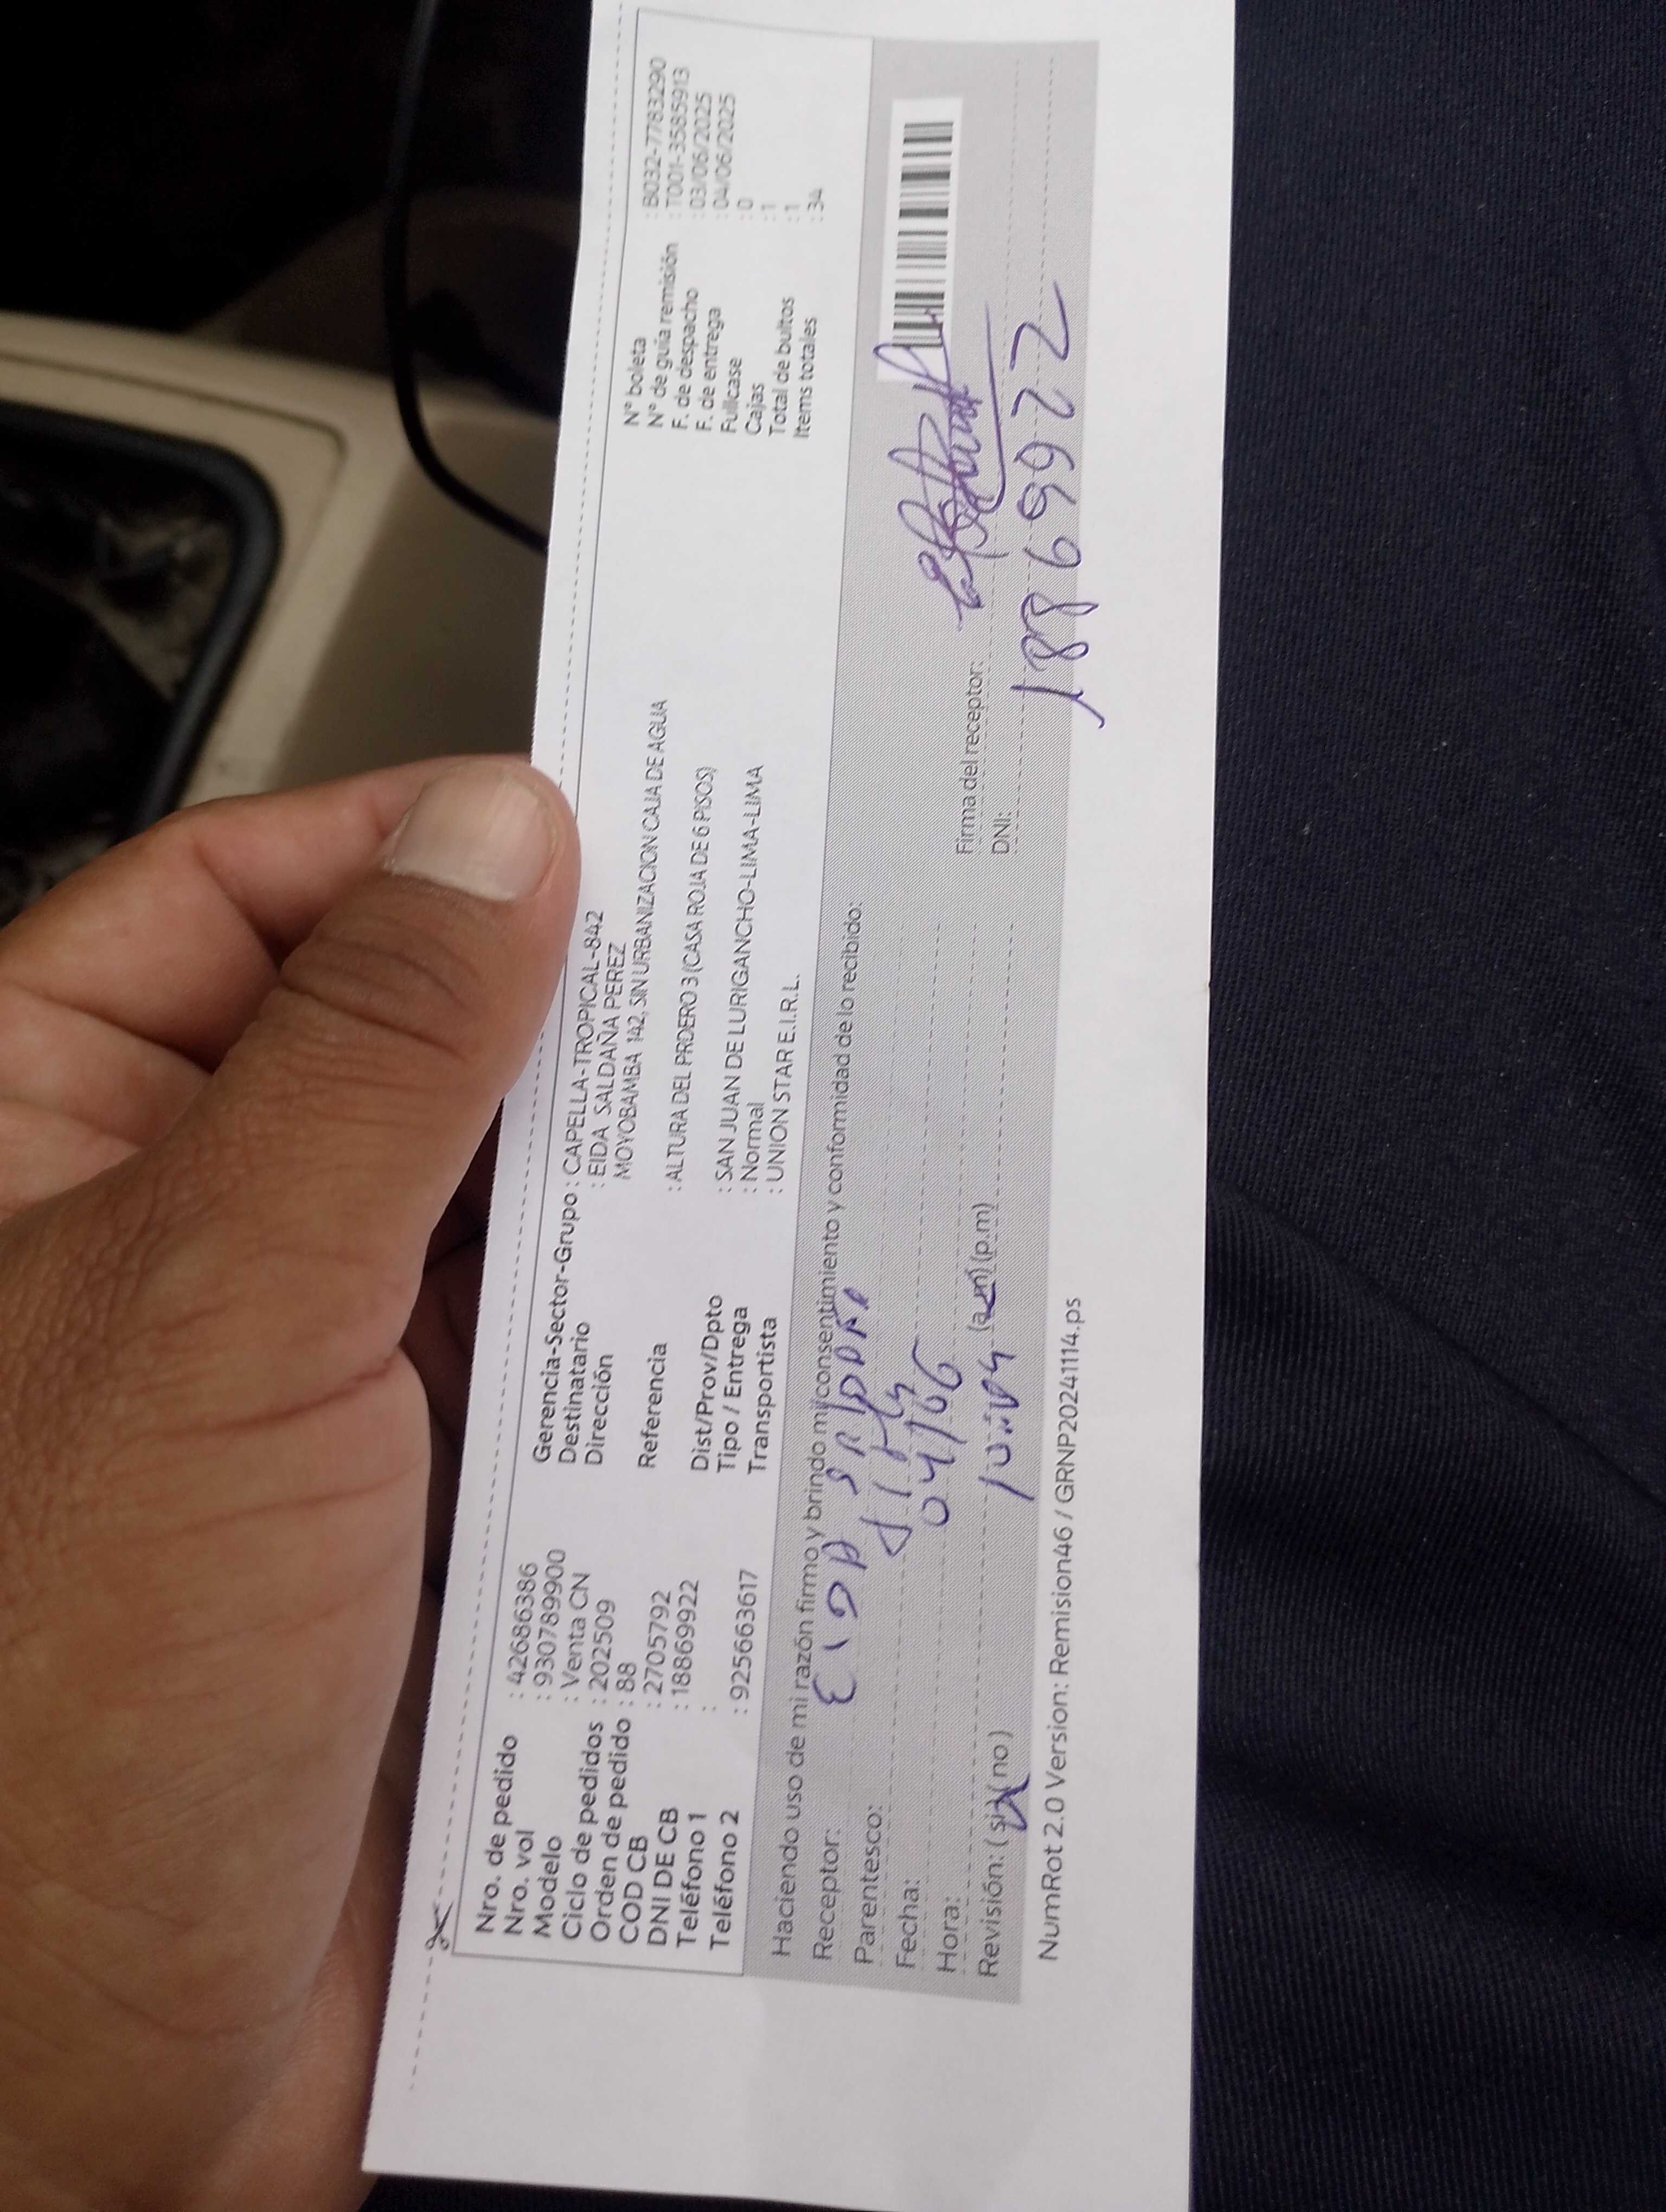 Nro. de pedido : 42686386
Nro. vol : 930789900
Modelo : Venta CN
Ciclo de pedidos : 202509
Orden de pedido : 88
COD CB : 2705792
DNI DE CB : 18869922
Teléfono 1 :
Teléfono 2 : 925663617
Gerencia-Sector-Grupo : CAPELLA-TROPICAL-842
Destinatario : EIDA SALDAÑA PEREZ
Dirección MOYOBAMBA 142, SIN URBANIZACION CAJA DE AGUA
Referencia : ALTURA DEL PRDERO 3 (CASA ROJA DE 6 PISOS)
Dist/Prov/Dpto : SAN JUAN DE LURIGANCHO-LIMA-LIMA
Tipo / Entrega : Normal
Transportista : UNION STAR E.I.R.L.
N° boleta : B032-7783290
N° de guía remisión : T001-35859113
F. de despacho : 03/06/2025
F. de entrega : 04/06/2025
Fullcase : 0
Cajas : 1
Total de bultos : 1
Items totales : 34
Haciendo uso de mi razón firmo y brindo mi consentimiento y conformidad de lo recibido:
Receptor:
Parentesco:
Fecha: 04/06
Hora: (a.m) (p.m)
Revisión: ( si ) ( no )
Firma del receptor:
DNI: 18869922
NumRot 2.0 Version: Remision46 / GRNP20241114.ps